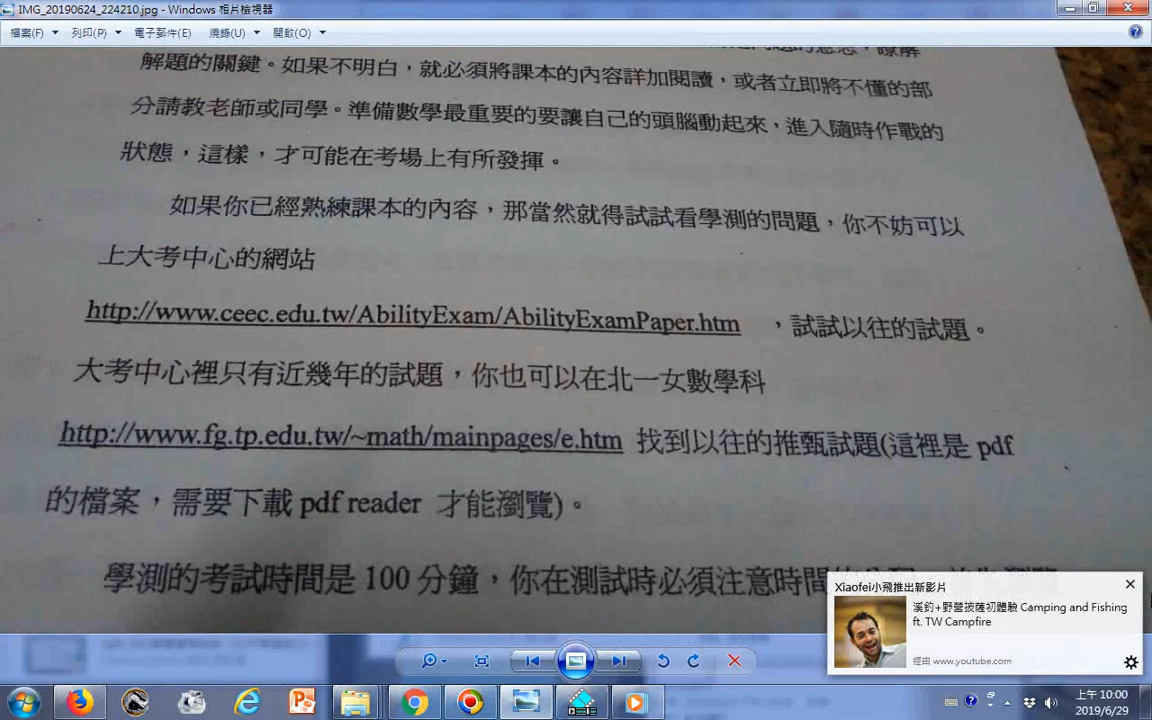 IMG_20190624_224210.jpg - Windows 相片檢視器
檔案(F) 列印(P) 電子郵件(E) 燒錄(U) 開啟(O)
解題的關鍵。如果不明白，就必須將課本的內容詳加閱讀，或者立即將不懂的部
分請教老師或同學。準備數學最重要的要讓自己的頭腦動起來，進入隨時作戰的
狀態，這樣，才可能在考場上有所發揮。
如果你已經熟練課本的內容，那當然就得試試看學測的問題，你不妨可以
上大考中心的網站
http://www.ceec.edu.tw/AbilityExam/AbilityExamPaper.htm ，試試以往的試題。
大考中心裡只有近幾年的試題，你也可以在北一女數學科
http://www.fg.tp.edu.tw/~math/mainpages/e.htm 找到以往的推甄試題(這裡是 pdf
的檔案，需要下載 pdf reader 才能瀏覽)。
學測的考試時間是 100 分鐘，你在測試時必須注意時間
Xiaofei小飛推出新影片
溪釣+野營披薩初體驗 Camping and Fishing
ft. TW Campfire
經由 www.youtube.com
上午 10:00
2019/6/29